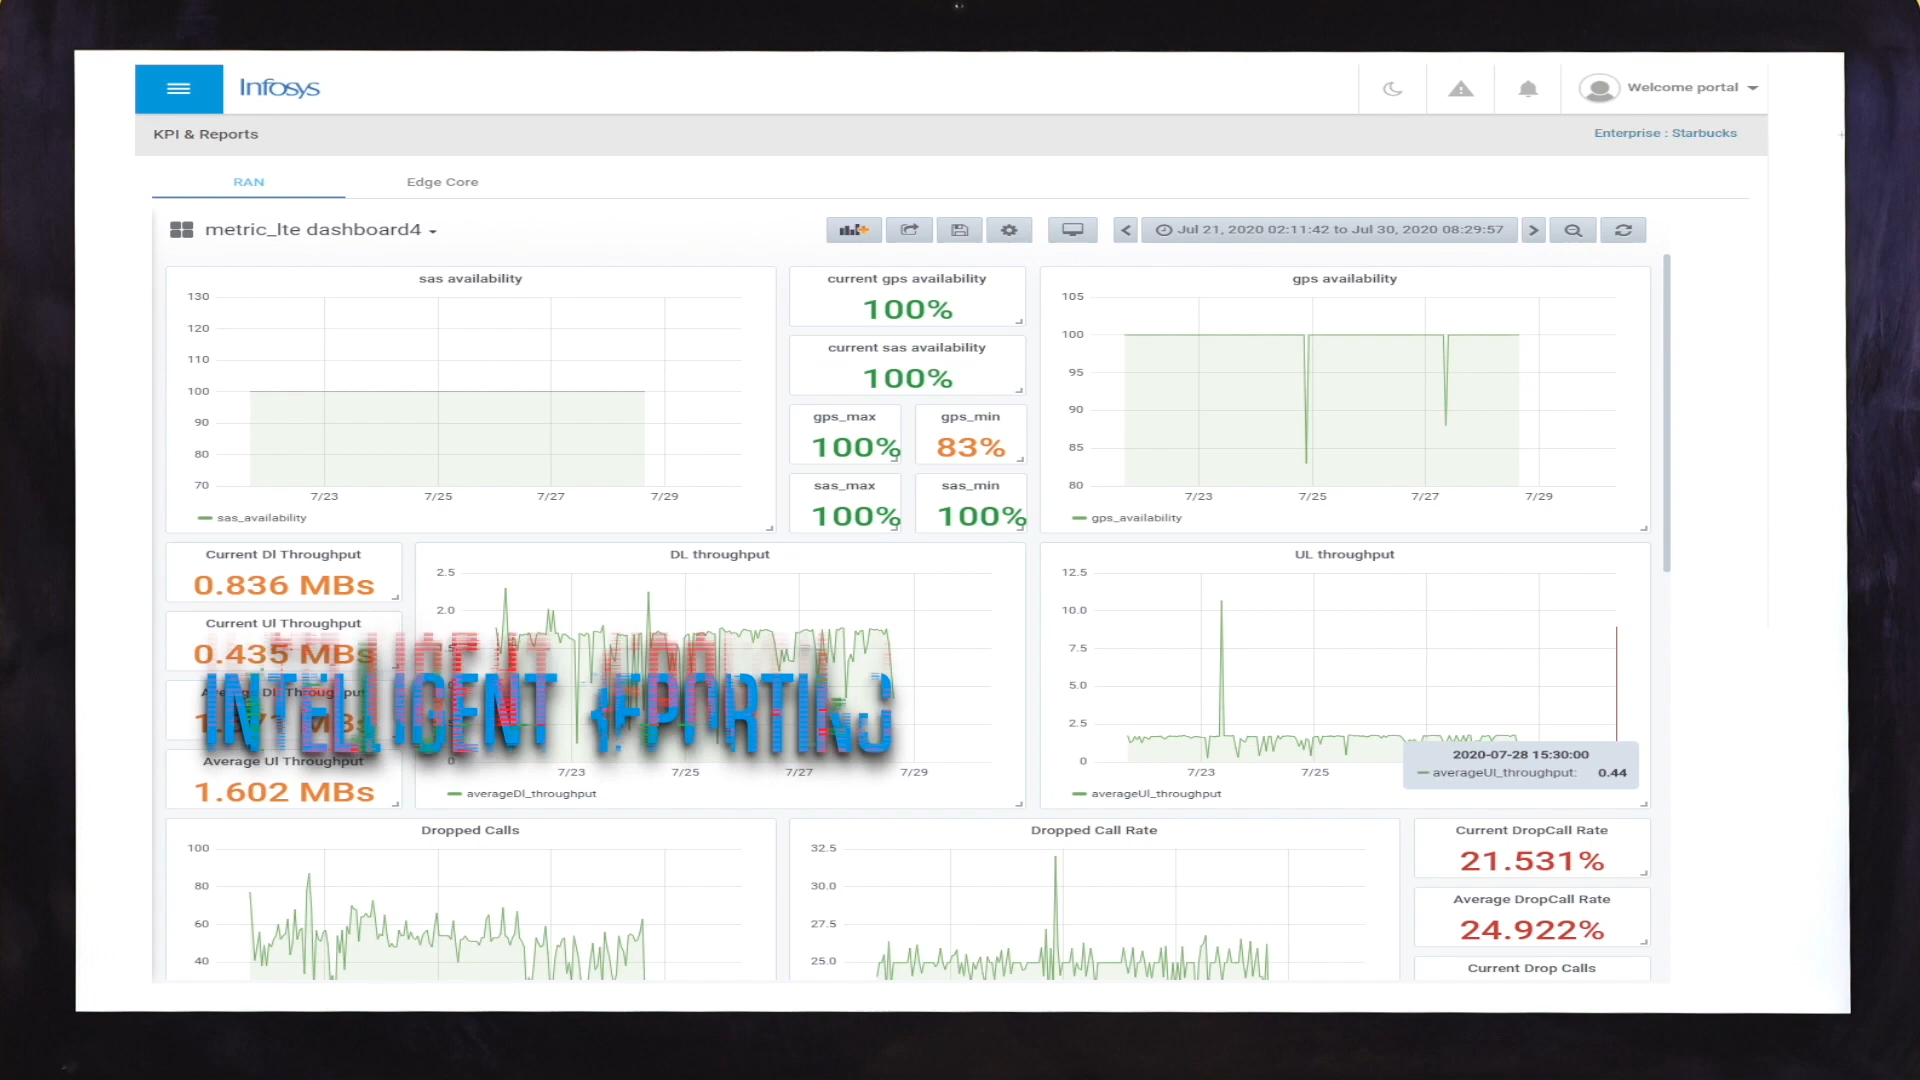 Infosys
Welcome portal
KPI & Reports
Enterprise : Starbucks
RAN
Edge Core
metric_lte dashboard4
Jul 21, 2020 02:11:42 to Jul 30, 2020 08:29:57
sas availability
130
120
110
100
90
80
70
7/23 7/25 7/27 7/29
sas_availability
current gps availability
100%
current sas availability
100%
gps_max
100%
gps_min
83%
sas_max
100%
sas_min
100%
gps availability
105
100
95
90
85
80
7/23 7/25 7/27 7/29
gps_availability
Current Dl Throughput
0.836 MBs
Current Ul Throughput
0.435 MBs
Average Dl Throughput
Average Ul Throughput
1.602 MBs
DL throughput
2.5
2.0
0
7/23 7/25 7/27 7/29
averageDl_throughput
INTELLIGENT
UL throughput
12.5
10.0
7.5
5.0
2.5
0
7/23 7/25
2020-07-28 15:30:00
averageUl_throughput: 0.44
averageUl_throughput
Dropped Calls
100
80
60
40
Dropped Call Rate
32.5
30.0
27.5
25.0
Current DropCall Rate
21.531%
Average DropCall Rate
24.922%
Current Drop Calls